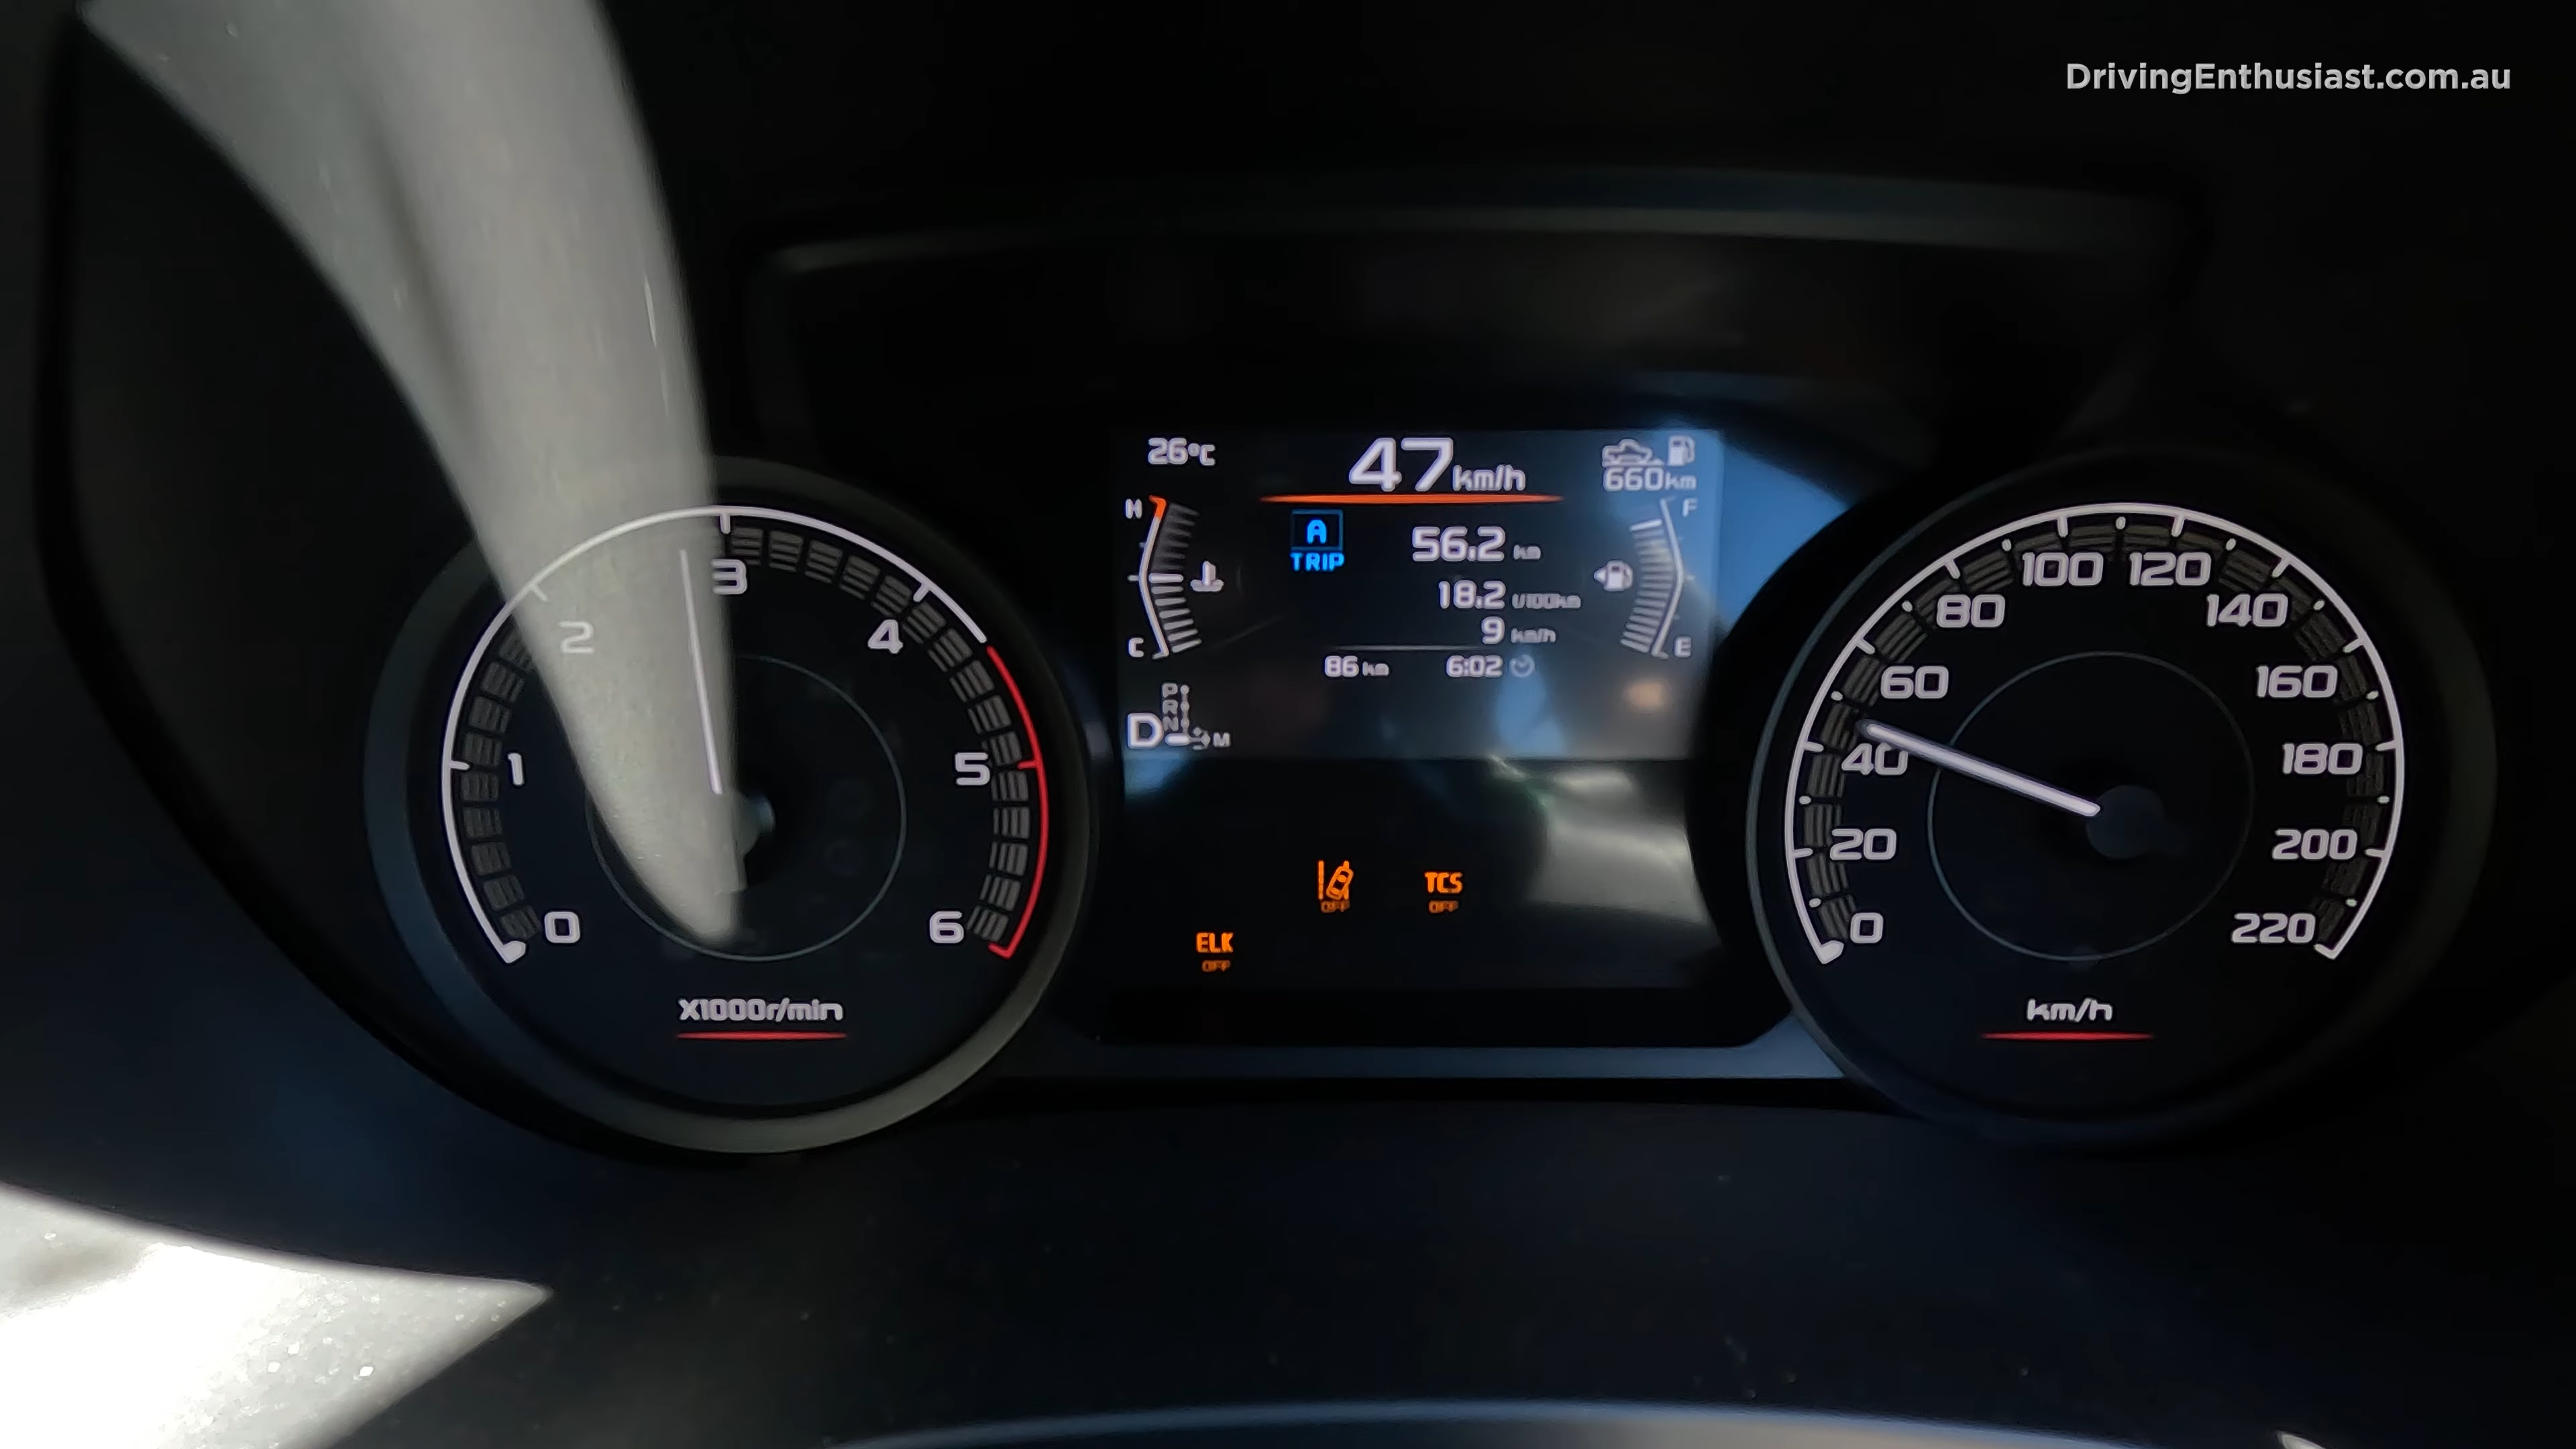 DrivingEnthusiast.com.au
26°C
47 km/h
660km
H
F
A
TRIP
56.2 km
18.2 L/100km
9 km/h
C
E
86 km
6:02
P
R
N
D
M
0
1
2
3
4
5
6
X1000r/min
OFF
TCS
OFF
ELK
OFF
0
20
40
60
80
100
120
140
160
180
200
220
km/h